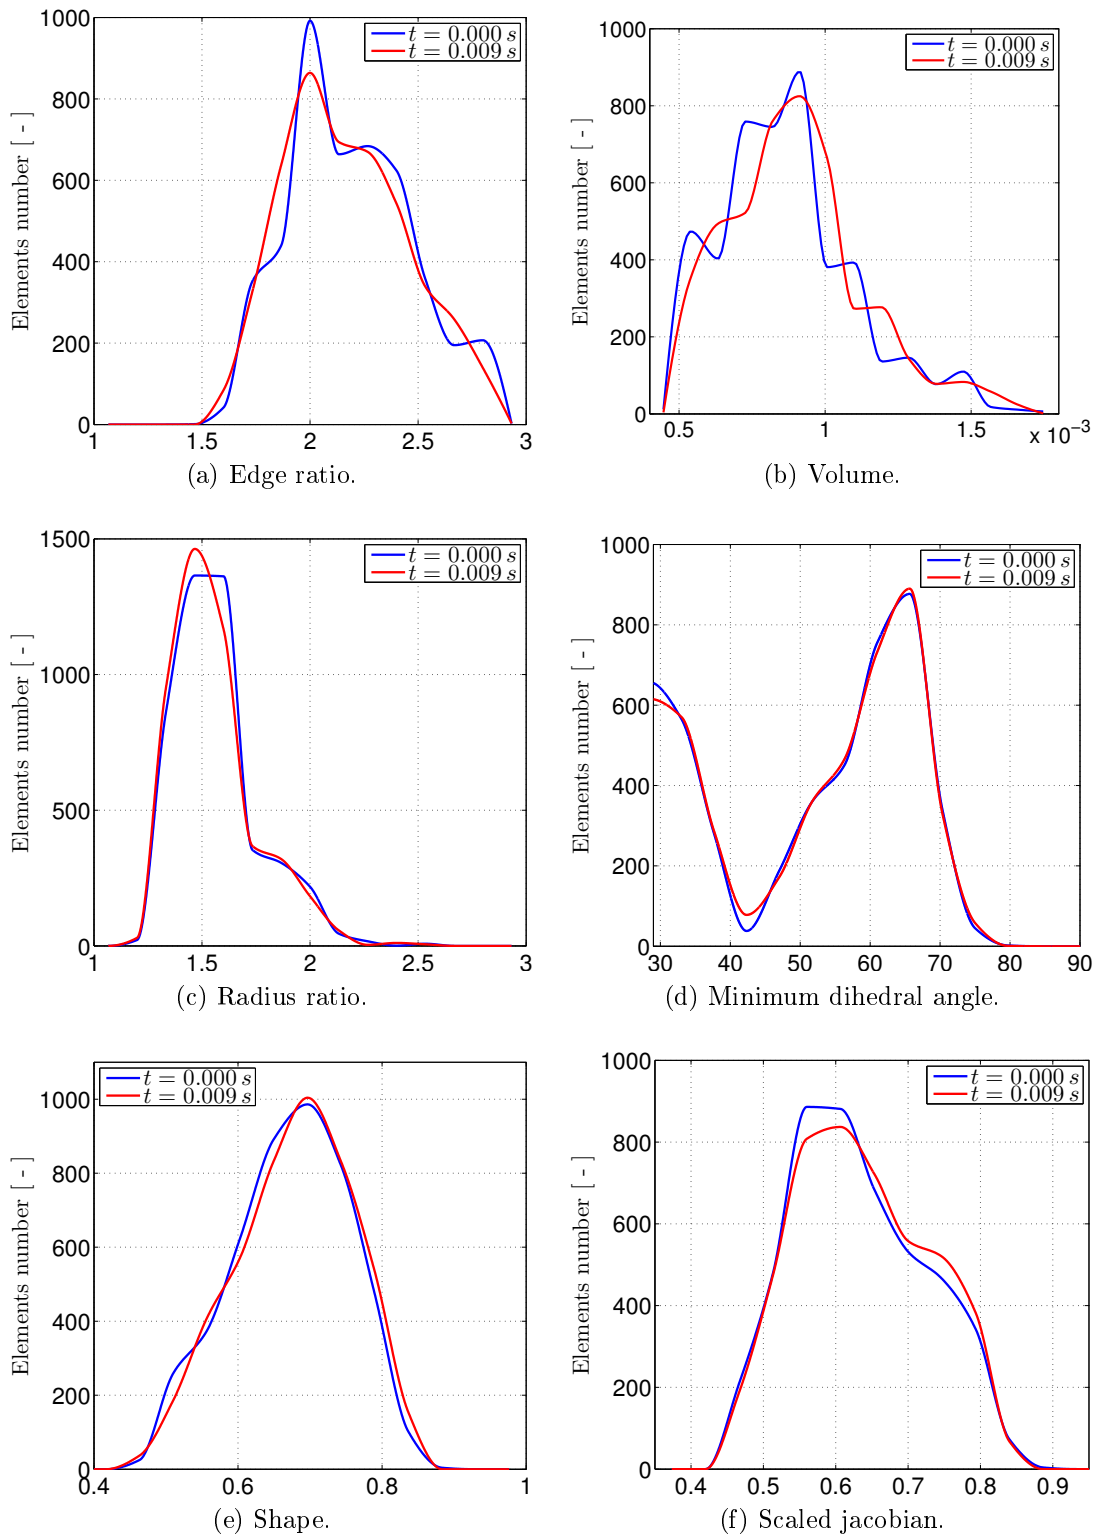 Elements number [ - ]
1000
800
600
400
200
0
t = 0.000 s
t = 0.009 s
1 1.5 2 2.5 3
(a) Edge ratio.
Elements number [ - ]
1000
800
600
400
200
0
t = 0.000 s
t = 0.009 s
0.5 1 1.5 x 10⁻³
(b) Volume.
Elements number [ - ]
1500
1000
500
0
t = 0.000 s
t = 0.009 s
1 1.5 2 2.5 3
(c) Radius ratio.
Elements number [ - ]
1000
800
600
400
200
0
t = 0.000 s
t = 0.009 s
30 40 50 60 70 80 90
(d) Minimum dihedral angle.
Elements number [ - ]
1000
800
600
400
200
0
t = 0.000 s
t = 0.009 s
0.4 0.6 0.8 1
(e) Shape.
Elements number [ - ]
1000
800
600
400
200
0
t = 0.000 s
t = 0.009 s
0.4 0.5 0.6 0.7 0.8 0.9
(f) Scaled jacobian.